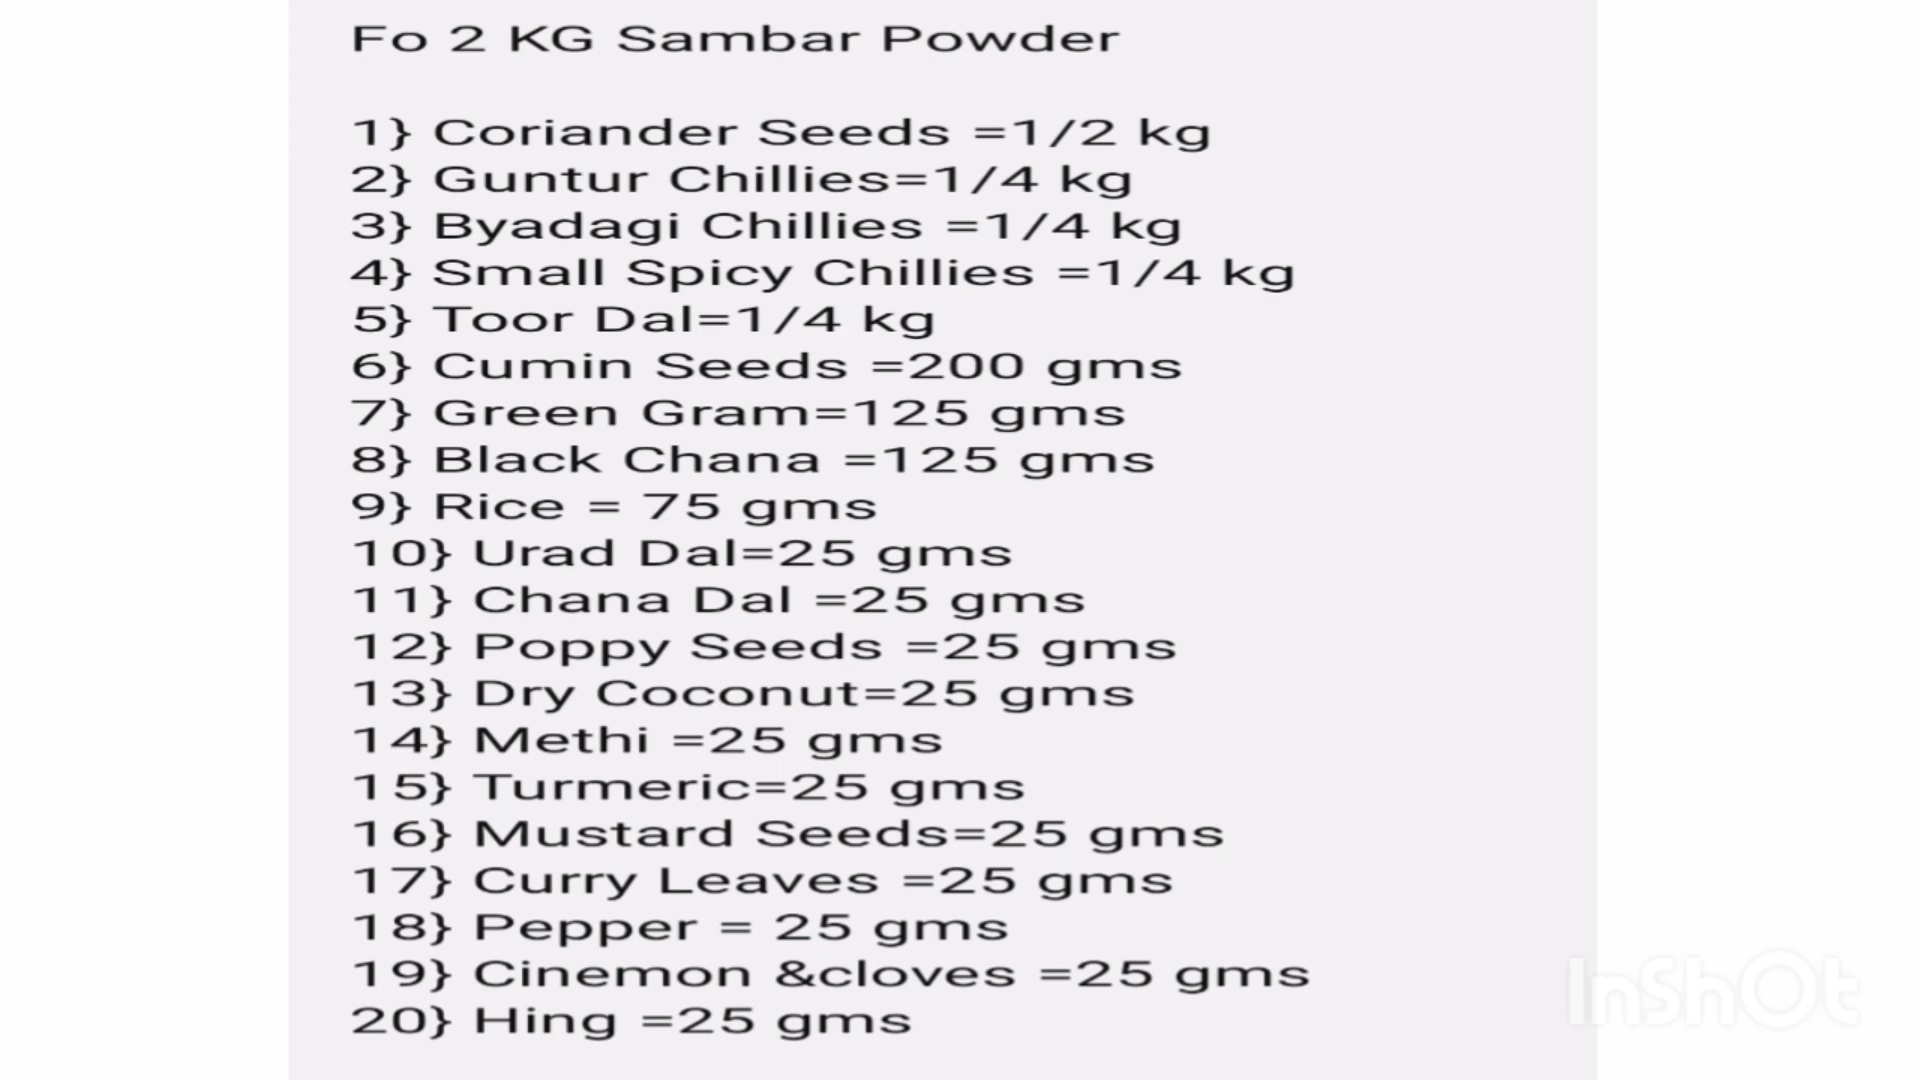 Fo 2 KG Sambar Powder
1} Coriander Seeds =1/2 kg
2} Guntur Chillies=1/4 kg
3} Byadagi Chillies =1/4 kg
4} Small Spicy Chillies =1/4 kg
5} Toor Dal=1/4 kg
6} Cumin Seeds =200 gms
7} Green Gram=125 gms
8} Black Chana =125 gms
9} Rice = 75 gms
10} Urad Dal=25 gms
11} Chana Dal =25 gms
12} Poppy Seeds =25 gms
13} Dry Coconut=25 gms
14} Methi =25 gms
15} Turmeric=25 gms
16} Mustard Seeds=25 gms
17} Curry Leaves =25 gms
18} Pepper = 25 gms
19} Cinemon &cloves =25 gms
20} Hing =25 gms
InShOt